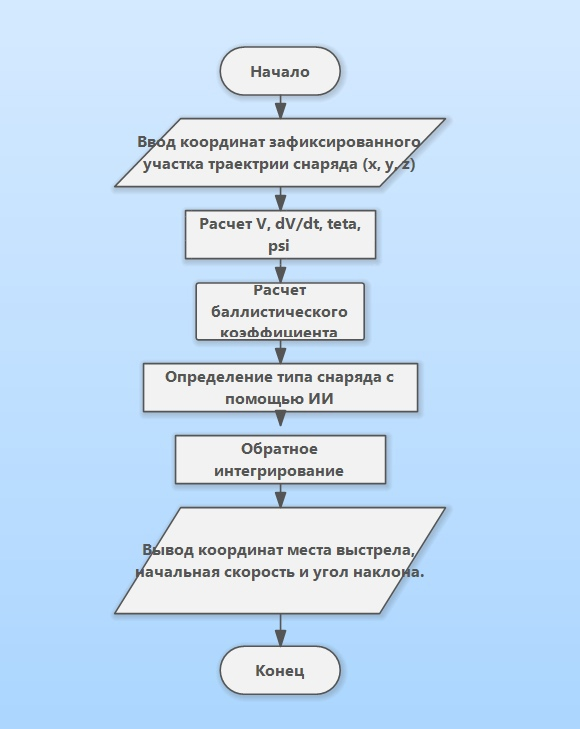 Начало
Ввод координат зафиксированного
участка траектрии снаряда (x, y, z)
Расчет V, dV/dt, teta,
psi
Расчет
баллистического
коэффициента
Определение типа снаряда с
помощью ИИ
Обратное
интегрирование
Вывод координат места выстрела,
начальная скорость и угол наклона.
Конец